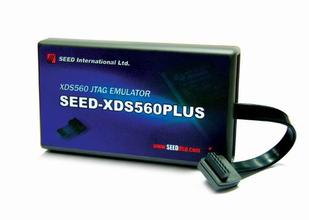 SEED International Ltd.
XDS560 JTAG EMULATOR
SEED-XDS560PLUS
www.SEEDdsp.com